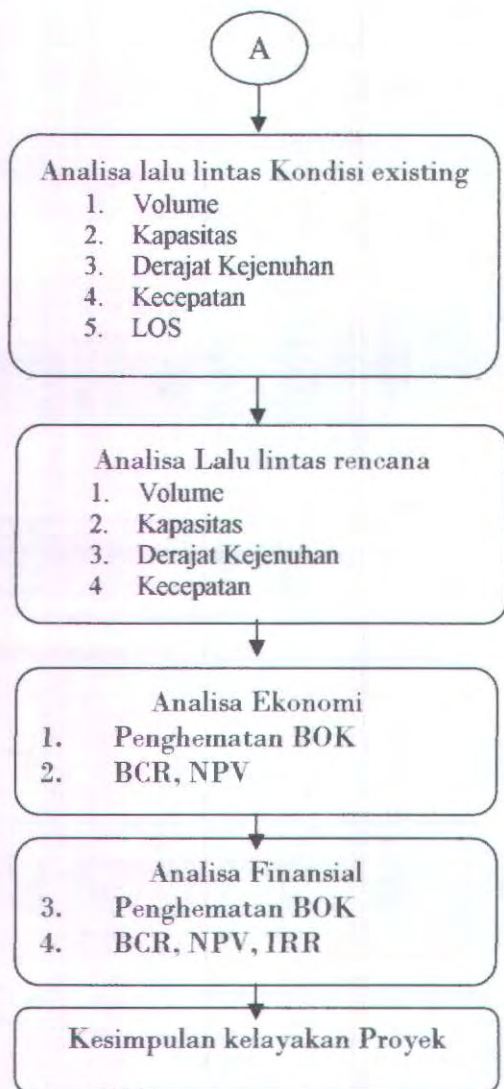 A
Analisa lalu lintas Kondisi existing
1. Volume
2. Kapasitas
3. Derajat Kejenuhan
4. Kecepatan
5. LOS
Analisa Lalu lintas rencana
1. Volume
2. Kapasitas
3. Derajat Kejenuhan
4 Kecepatan
Analisa Ekonomi
1. Penghematan BOK
2. BCR, NPV
Analisa Finansial
3. Penghematan BOK
4. BCR, NPV, IRR
Kesimpulan kelayakan Proyek